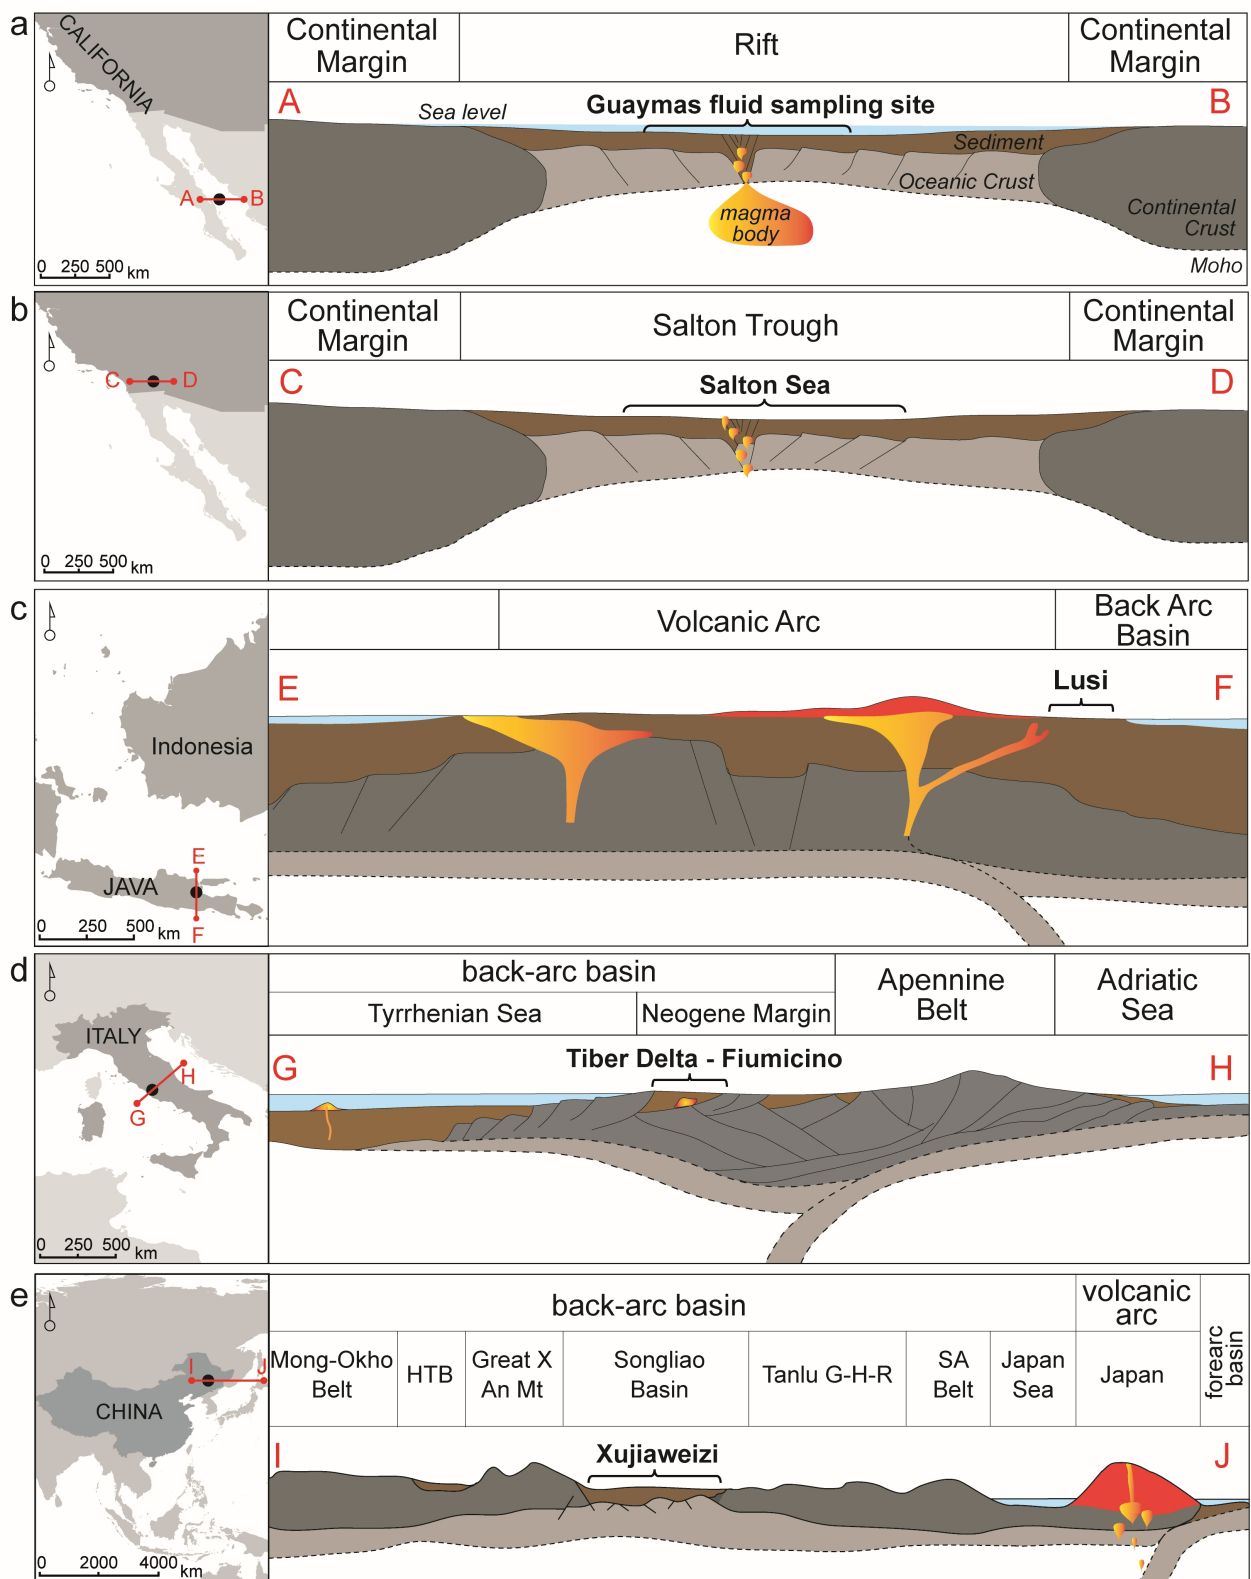 a
CALIFORNIA
A
B
0 250 500 km
Continental
Margin
Rift
Continental
Margin
A
Sea level
Guaymas fluid sampling site
B
Sediment
Oceanic Crust
magma
body
Continental
Crust
Moho
b
C
D
0 250 500 km
Continental
Margin
Salton Trough
Continental
Margin
C
Salton Sea
D
c
Indonesia
E
JAVA
F
0 250 500 km
Volcanic Arc
Back Arc
Basin
E
Lusi
F
d
ITALY
H
G
0 250 500 km
back-arc basin
Tyrrhenian Sea
Neogene Margin
Apennine
Belt
Adriatic
Sea
G
Tiber Delta - Fiumicino
H
e
I
J
CHINA
0 2000 4000 km
back-arc basin
volcanic
arc
forearc
basin
Mong-Okho
Belt
HTB
Great X
An Mt
Songliao
Basin
Tanlu G-H-R
SA
Belt
Japan
Sea
Japan
I
Xujiaweizi
J